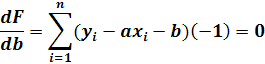 dF/db = ∑_{i=1}^{n} (y_i − ax_i − b)(−1) = 0